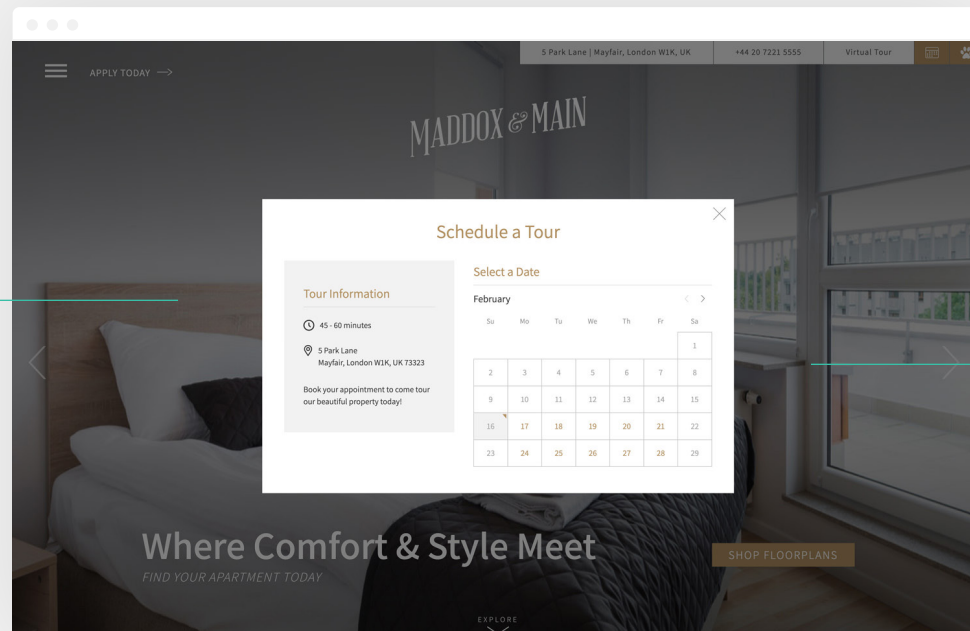 5 Park Lane | Mayfair, London W1K, UK
+44 20 7221 5555
Virtual Tour
APPLY TODAY
MADDOX & MAIN
Schedule a Tour
Tour Information
45 - 60 minutes
5 Park Lane
Mayfair, London W1K, UK 73323
Book your appointment to come tour
our beautiful property today!
Select a Date
February
Su Mo Tu We Th Fr Sa
1
2 3 4 5 6 7 8
9 10 11 12 13 14 15
16 17 18 19 20 21 22
23 24 25 26 27 28 29
Where Comfort & Style Meet
FIND YOUR APARTMENT TODAY
SHOP FLOORPLANS
EXPLORE